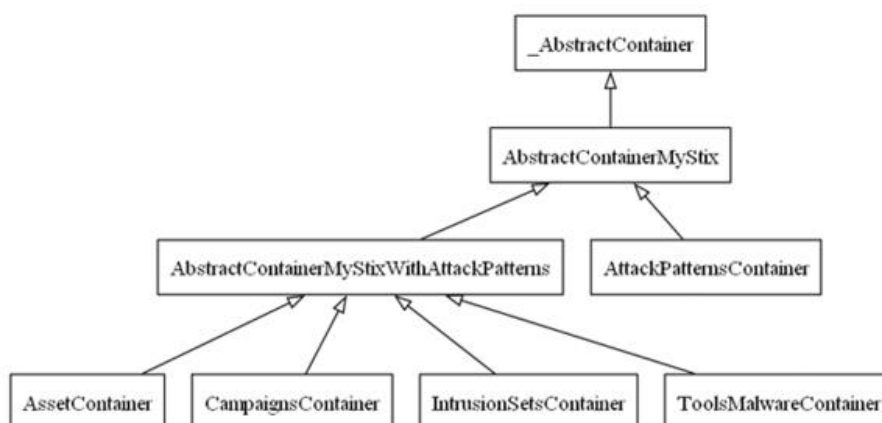 _AbstractContainer
AbstractContainerMyStix
AbstractContainerMyStixWithAttackPatterns
AttackPatternsContainer
AssetContainer
CampaignsContainer
IntrusionSetsContainer
ToolsMalwareContainer